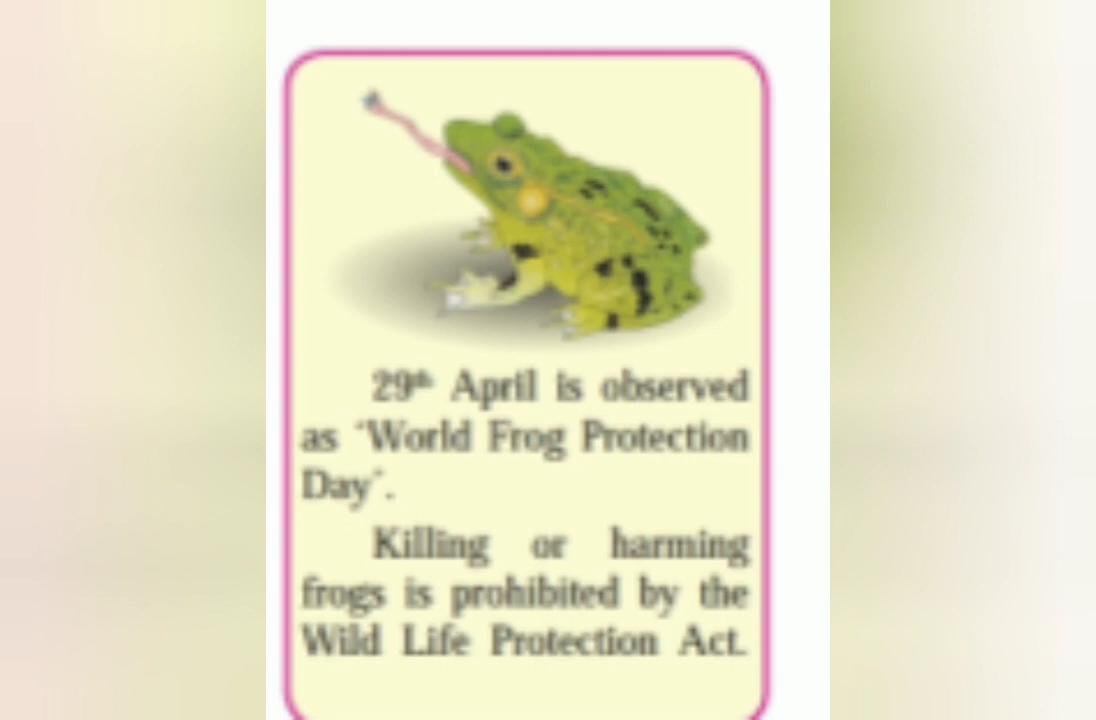 29th April is observed
as ‘World Frog Protection
Day’.
Killing or harming
frogs is prohibited by the
Wild Life Protection Act.